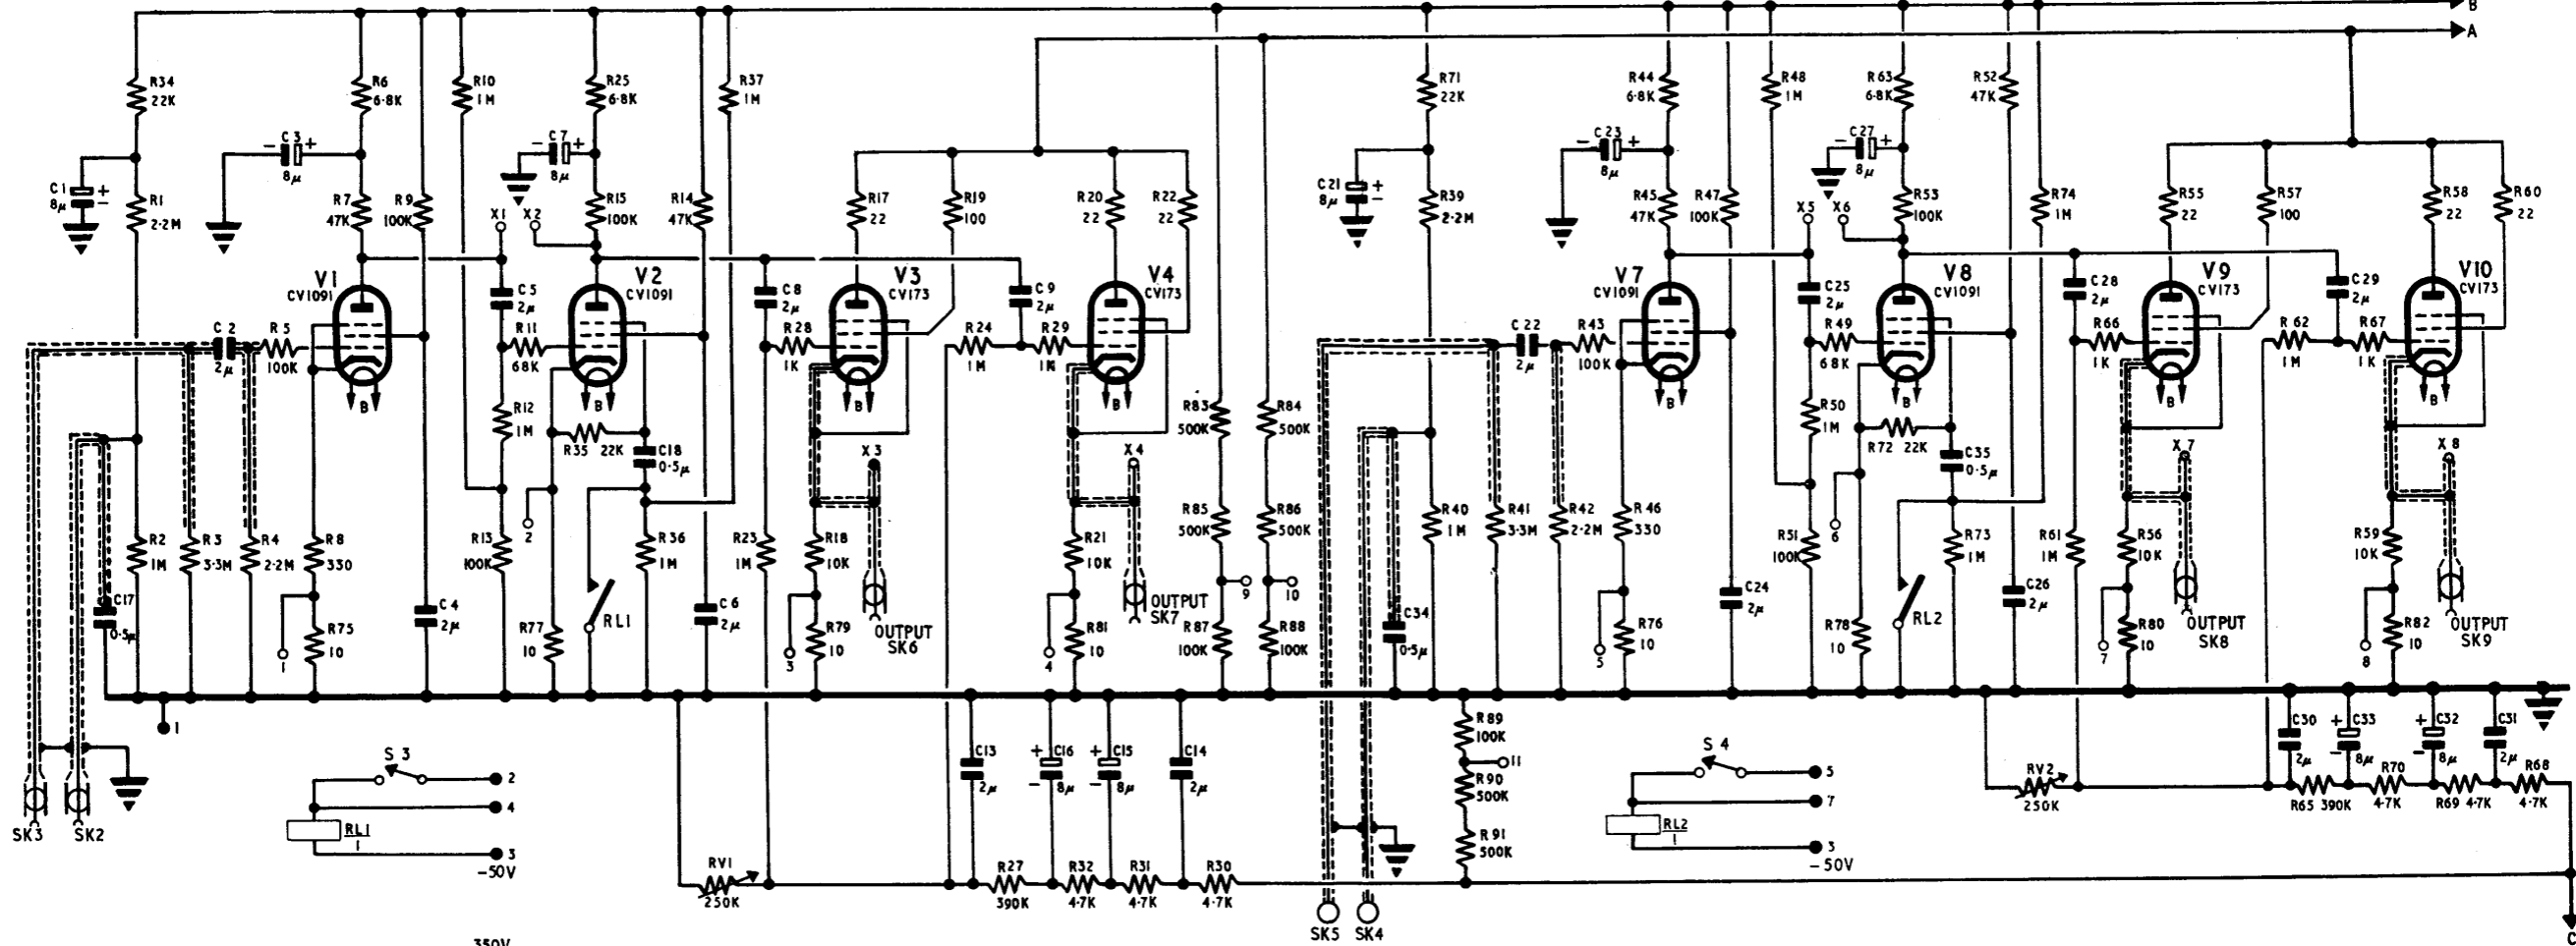 B
A
R34
22K
R6
6·8K
R10
1M
R25
6·8K
R37
1M
R71
22K
R44
6·8K
R48
1M
R63
6·8K
R52
47K
C3
- +
8µ
C7
- +
8µ
C23
- +
8µ
C27
- +
8µ
C1
8µ
+
-
R1
2·2M
R7
47K
R9
100K
X1
X2
R15
100K
R14
47K
R17
22
R19
100
R20
22
R22
22
C21
8µ
+
-
R39
2·2M
R45
47K
R47
100K
X5
X6
R53
100K
R74
1M
R55
22
R57
100
R58
22
R60
22
V1
CV1091
V2
CV1091
V3
CV173
V4
CV173
V7
CV1091
V8
CV1091
V9
CV173
V10
CV173
C2
2µ
R5
100K
C5
2µ
R11
68K
C8
2µ
R28
1K
C9
2µ
R24
1M
R29
1K
C22
2µ
R43
100K
C25
2µ
R49
68K
C28
2µ
R66
1K
C29
2µ
R62
1M
R67
1K
B
B
B
B
B
B
B
B
R12
1M
R35 22K
C18
0·5µ
X3
X4
R83
500K
R84
500K
R50
1M
R72 22K
C35
0·5µ
X7
X8
R2
1M
R3
3·3M
R4
2·2M
R8
330
R13
100K
2
R36
1M
R23
1M
R18
10K
R21
10K
R85
500K
R86
500K
R40
1M
R41
3·3M
R42
2·2M
R46
330
R51
100K
6
R73
1M
R61
1M
R56
10K
R59
10K
C17
0·5µ
1
R75
10
C4
2µ
R77
10
RL1
C6
2µ
3
R79
10
OUTPUT
SK6
4
R81
10
OUTPUT
SK7
9
10
R87
100K
R88
100K
C34
0·5µ
5
R76
10
C24
2µ
R78
10
RL2
C26
2µ
7
R80
10
OUTPUT
SK8
8
R82
10
OUTPUT
SK9
1
SK3
SK2
S3
2
4
RL1
1
3
-50V
RV1
250K
C13
2µ
+
-
C16
8µ
+
-
C15
8µ
C14
2µ
R27
390K
R32
4·7K
R31
4·7K
R30
4·7K
SK5
SK4
R89
100K
11
R90
500K
R91
500K
S4
5
7
RL2
1
3
-50V
RV2
250K
C30
2µ
+
-
C33
8µ
+
-
C32
8µ
C31
2µ
R65 390K
R70
4·7K
R69 4·7K
R68
4·7K
350V
C